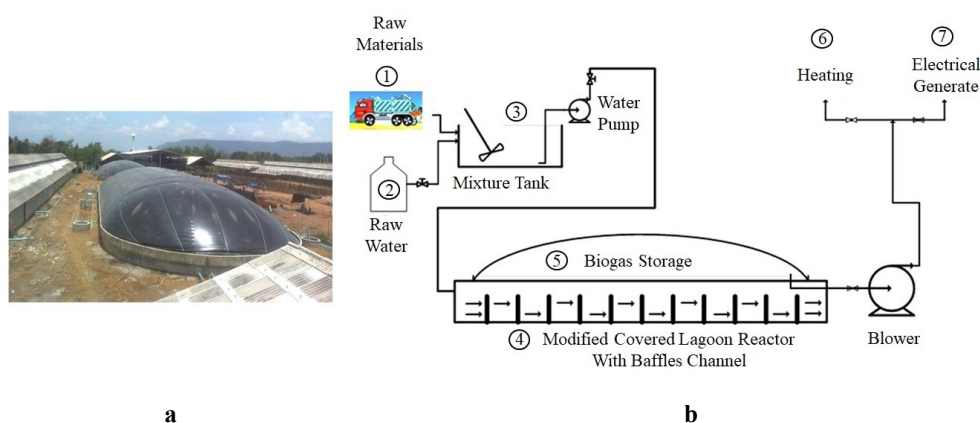 Raw
Materials
①
②
Raw
Water
③
Mixture Tank
Water
Pump
⑤ Biogas Storage
④ Modified Covered Lagoon Reactor
With Baffles Channel
Blower
⑥
Heating
⑦
Electrical
Generate
a
b